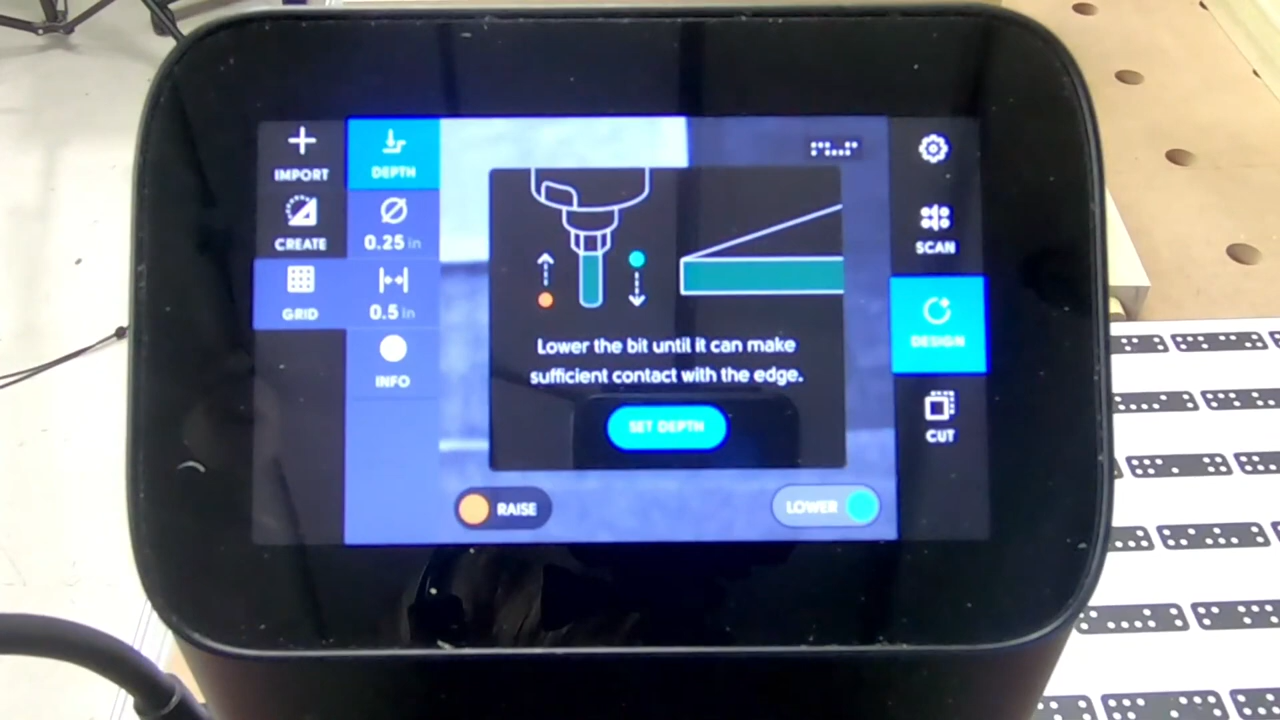 IMPORT
CREATE
GRID
DEPTH
0.25 in
0.5 in
INFO
Lower the bit until it can make
sufficient contact with the edge.
SET DEPTH
RAISE
LOWER
SCAN
DESIGN
CUT